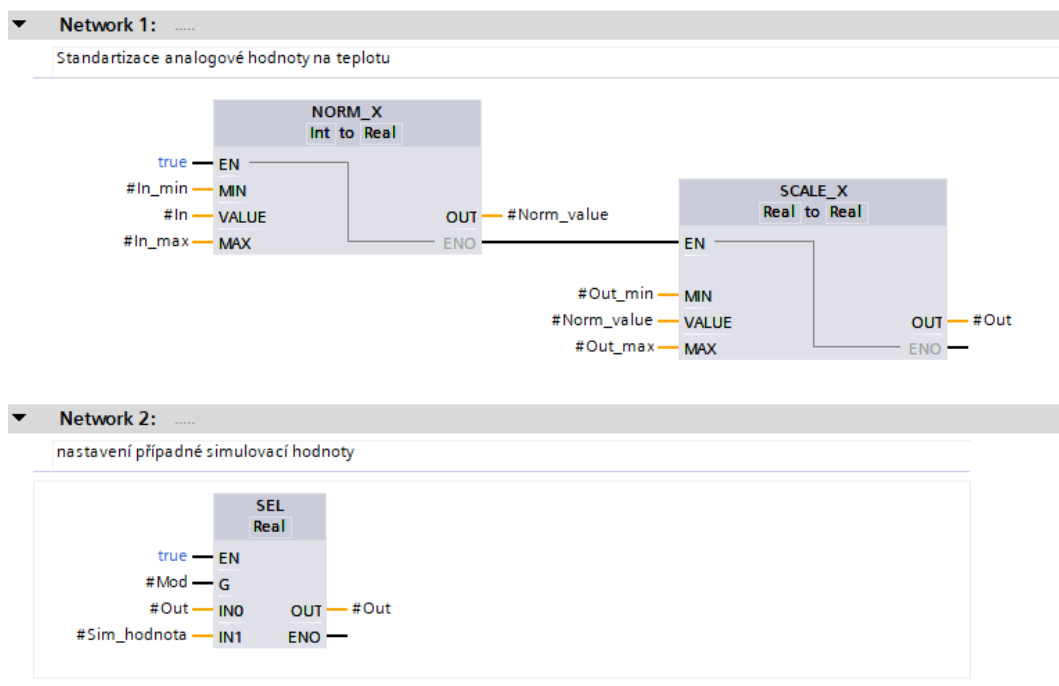 Network 1: .....
Standartizace analogové hodnoty na teplotu
NORM_X
Int to Real
true EN
#In_min MIN
#In VALUE OUT #Norm_value
#In_max MAX ENO
SCALE_X
Real to Real
EN
#Out_min MIN
#Norm_value VALUE OUT #Out
#Out_max MAX ENO
Network 2: .....
nastavení případné simulovací hodnoty
SEL
Real
true EN
#Mod G
#Out IN0 OUT #Out
#Sim_hodnota IN1 ENO